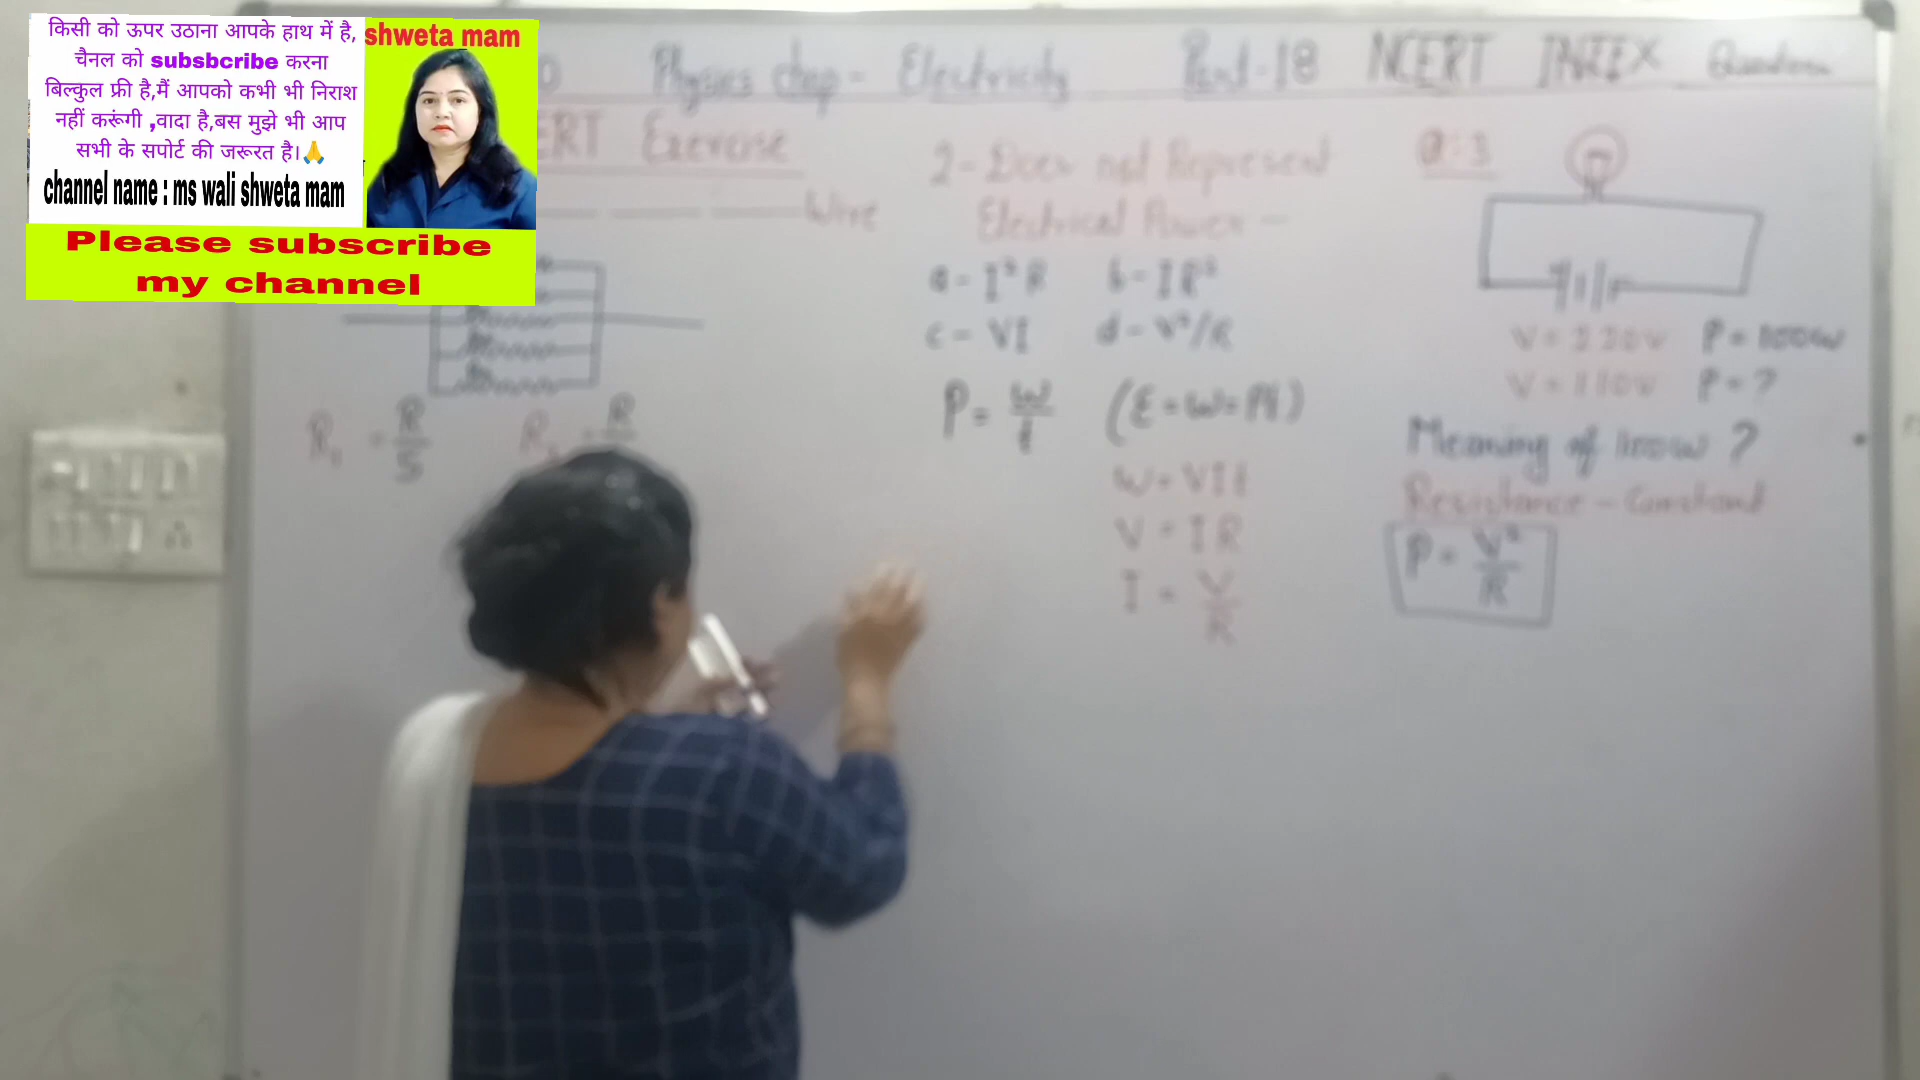 किसी को ऊपर उठाना आपके हाथ में है,
चैनल को subsbcribe करना
बिल्कुल फ्री है,मैं आपको कभी भी निराश
नहीं करूंगी ,वादा है,बस मुझे भी आप
सभी के सपोर्ट की जरूरत है।🙏
channel name : ms wali shweta mam
shweta mam
Please subscribe
my channel
Physics chap - Electricity Part-18 NCERT INTEX Question
Exercise
Wire
R₁ = R/5
R
2 - Does not Represent
Electrical Power -
a - I²R b - IR²
c - VI d - V²/R
P = W/t (E = W = Pt)
W = VIt
V = IR
I = V/R
Q: 3
V = 220V P = 100W
V = 110V P = ?
Meaning of 100W ?
Resistance - Constant
P = V²/R